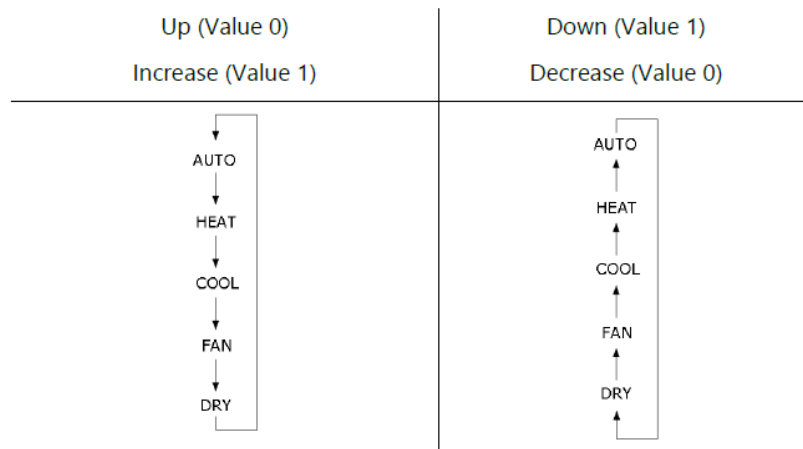 Up (Value 0)
Increase (Value 1)
Down (Value 1)
Decrease (Value 0)
AUTO
HEAT
COOL
FAN
DRY
AUTO
HEAT
COOL
FAN
DRY